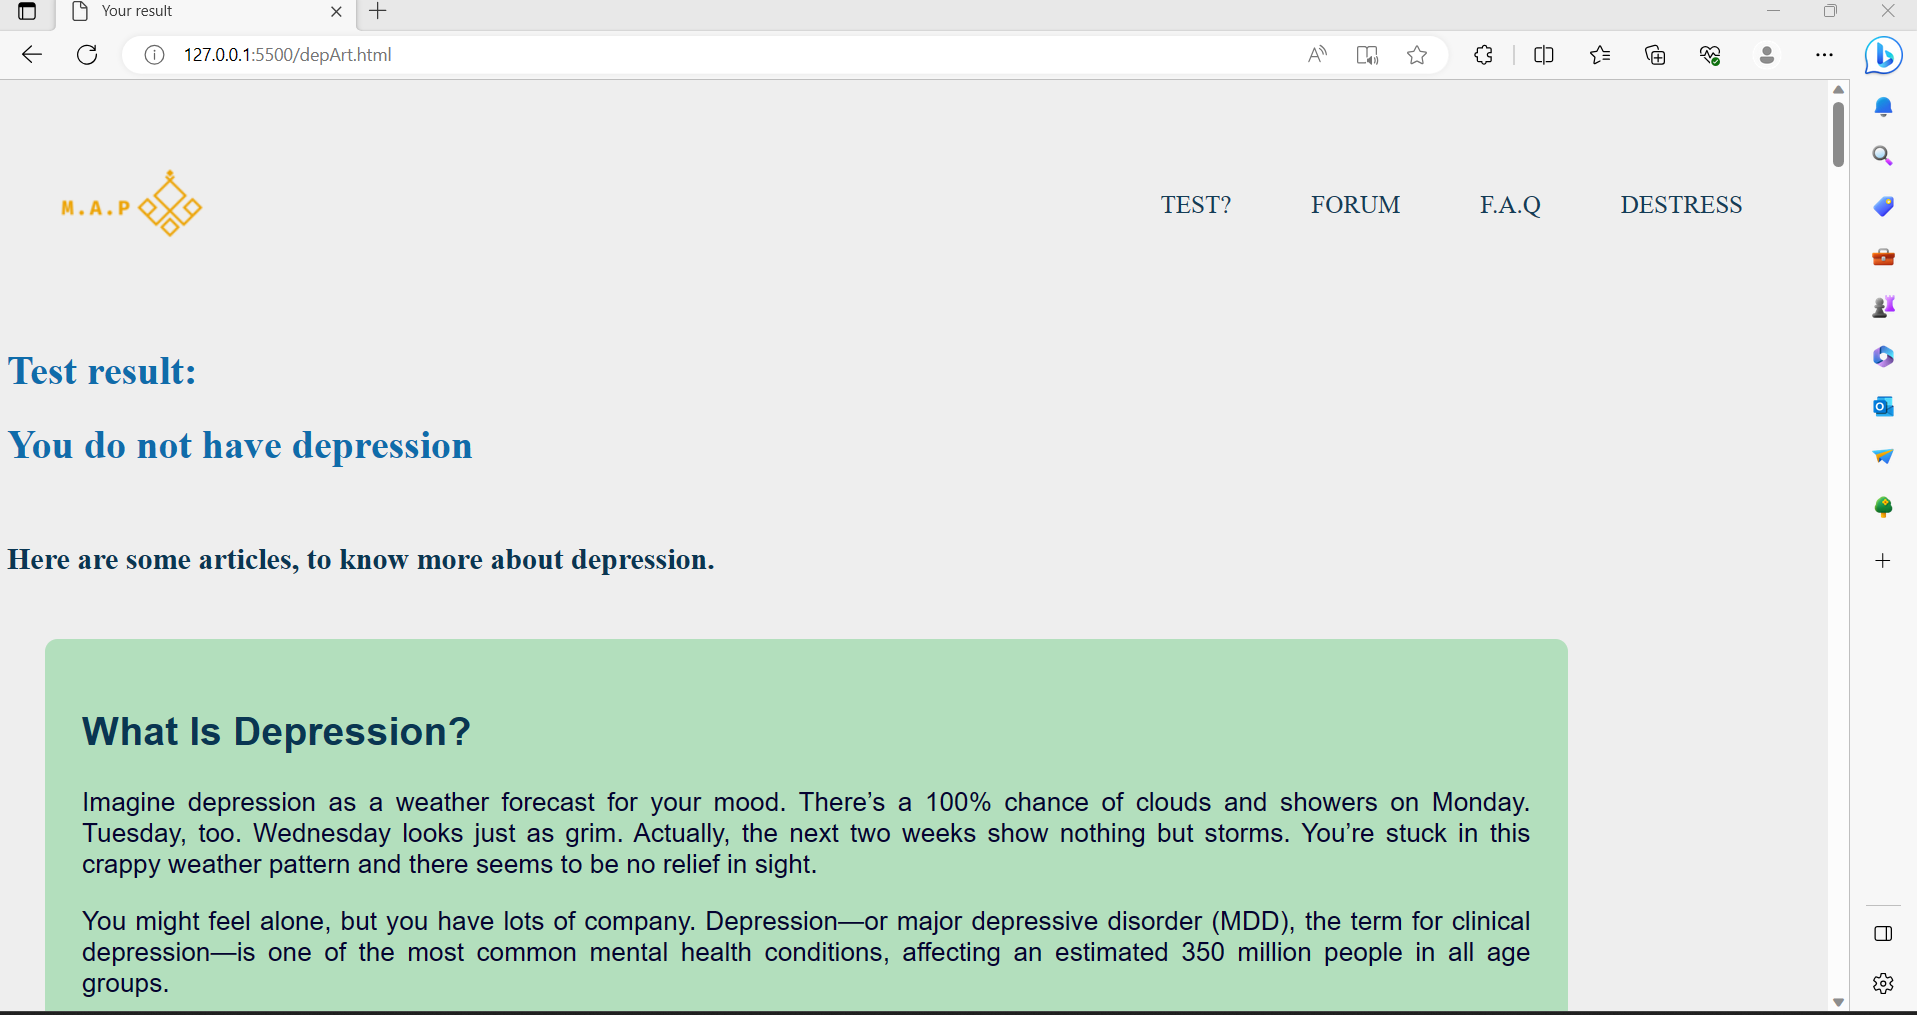 Your result
127.0.0.1:5500/depArt.html
M.A.P
TEST? FORUM F.A.Q DESTRESS
Test result:
You do not have depression
Here are some articles, to know more about depression.
What Is Depression?
Imagine depression as a weather forecast for your mood. There’s a 100% chance of clouds and showers on Monday.
Tuesday, too. Wednesday looks just as grim. Actually, the next two weeks show nothing but storms. You’re stuck in this
crappy weather pattern and there seems to be no relief in sight.
You might feel alone, but you have lots of company. Depression—or major depressive disorder (MDD), the term for clinical
depression—is one of the most common mental health conditions, affecting an estimated 350 million people in all age
groups.